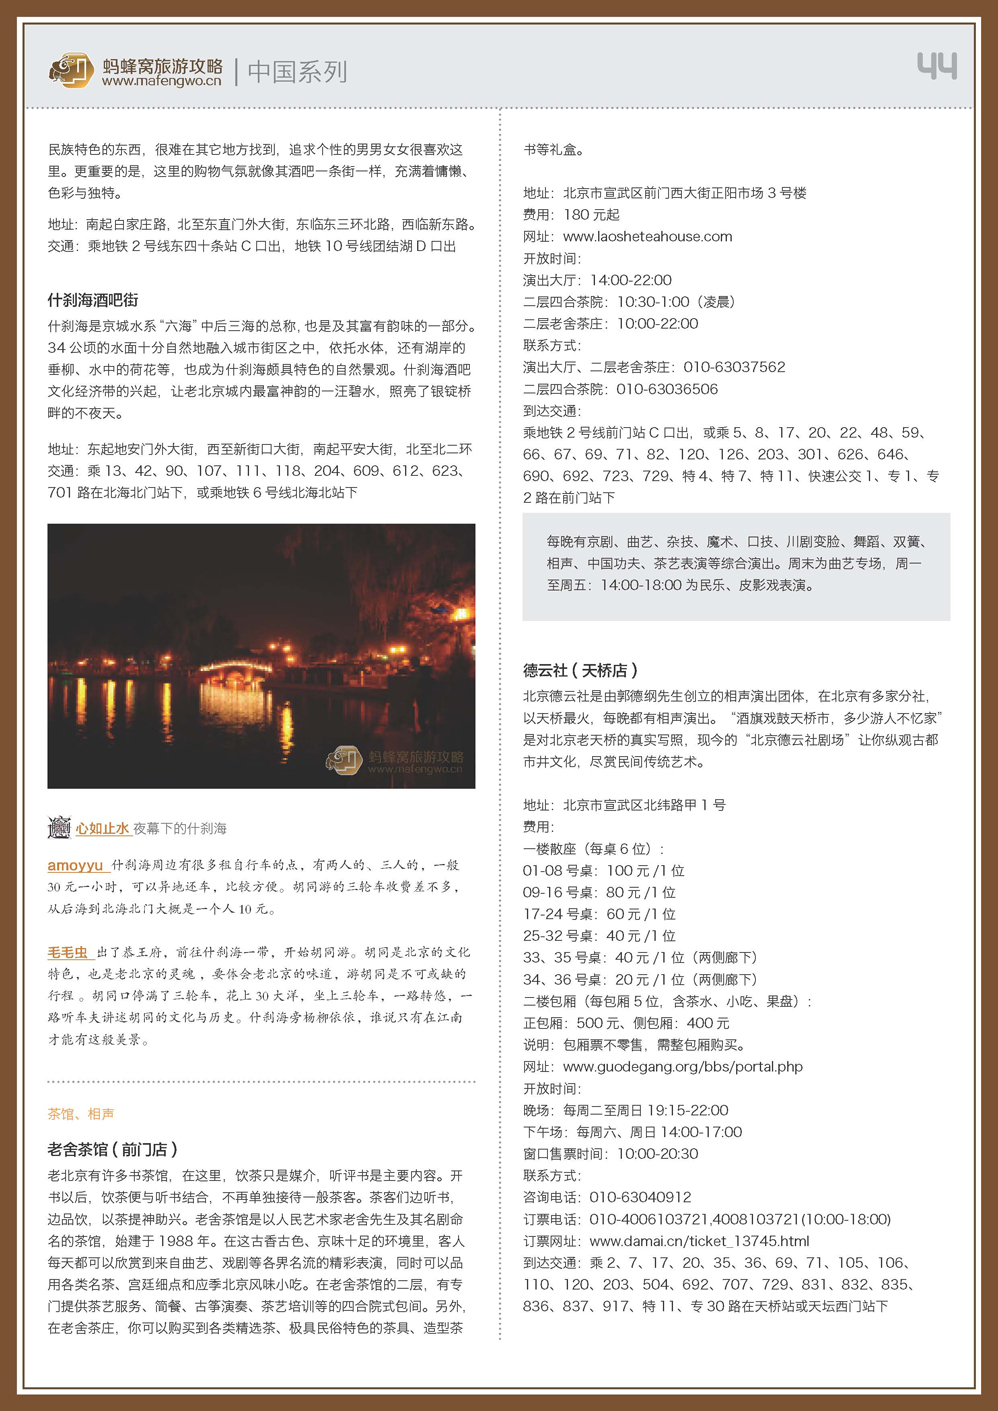 蚂蜂窝旅游攻略
www.mafengwo.cn
中国系列
44
民族特色的东西，很难在其它地方找到，追求个性的男男女女很喜欢这
里。更重要的是，这里的购物气氛就像其酒吧一条街一样，充满着慵懒、
色彩与独特。
地址：南起白家庄路，北至东直门外大街，东临东三环北路，西临新东路。
交通：乘地铁 2 号线东四十条站 C 口出，地铁 10 号线团结湖 D 口出
什刹海酒吧街
什刹海是京城水系“六海”中后三海的总称，也是及其富有韵味的一部分。
34 公顷的水面十分自然地融入城市街区之中，依托水体，还有湖岸的
垂柳、水中的荷花等，也成为什刹海颇具特色的自然景观。什刹海酒吧
文化经济带的兴起，让老北京城内最富神韵的一汪碧水，照亮了银锭桥
畔的不夜天。
地址：东起地安门外大街，西至新街口大街，南起平安大街，北至北二环
交通：乘 13、42、90、107、111、118、204、609、612、623、
701 路在北海北门站下，或乘地铁 6 号线北海北站下
蚂蜂窝旅游攻略
www.mafengwo.cn
心如止水 夜幕下的什刹海
amoyyu 什刹海周边有很多租自行车的点，有两人的、三人的，一般
30 元一小时，可以异地还车，比较方便。胡同游的三轮车收费差不多，
从后海到北海北门大概是一个人 10 元。
毛毛虫 出了恭王府，前往什刹海一带，开始胡同游。胡同是北京的文化
特色，也是老北京的灵魂 ，要体会老北京的味道，游胡同是不可或缺的
行程 。胡同口停满了三轮车，花上 30 大洋，坐上三轮车，一路转悠，一
路听车夫讲述胡同的文化与历史。什刹海旁杨柳依依，谁说只有在江南
才能有这般美景。
茶馆、相声
老舍茶馆（前门店）
老北京有许多书茶馆，在这里，饮茶只是媒介，听评书是主要内容。开
书以后，饮茶便与听书结合，不再单独接待一般茶客。茶客们边听书，
边品饮，以茶提神助兴。老舍茶馆是以人民艺术家老舍先生及其名剧命
名的茶馆，始建于 1988 年。在这古香古色、京味十足的环境里，客人
每天都可以欣赏到来自曲艺、戏剧等各界名流的精彩表演，同时可以品
用各类名茶、宫廷细点和应季北京风味小吃。在老舍茶馆的二层，有专
门提供茶艺服务、简餐、古筝演奏、茶艺培训等的四合院式包间。另外，
在老舍茶庄，你可以购买到各类精选茶、极具民俗特色的茶具、造型茶
书等礼盒。
地址：北京市宣武区前门西大街正阳市场 3 号楼
费用：180 元起
网址：www.laosheteahouse.com
开放时间：
演出大厅：14:00-22:00
二层四合茶院：10:30-1:00（凌晨）
二层老舍茶庄：10:00-22:00
联系方式：
演出大厅、二层老舍茶庄：010-63037562
二层四合茶院：010-63036506
到达交通：
乘地铁 2 号线前门站 C 口出，或乘 5、8、17、20、22、48、59、
66、67、69、71、82、120、126、203、301、626、646、
690、692、723、729、特 4、特 7、特 11、快速公交 1、专 1、专
2 路在前门站下
每晚有京剧、曲艺、杂技、魔术、口技、川剧变脸、舞蹈、双簧、
相声、中国功夫、茶艺表演等综合演出。周末为曲艺专场，周一
至周五：14:00-18:00 为民乐、皮影戏表演。
德云社（天桥店）
北京德云社是由郭德纲先生创立的相声演出团体，在北京有多家分社，
以天桥最火，每晚都有相声演出。“酒旗戏鼓天桥市，多少游人不忆家”
是对北京老天桥的真实写照，现今的“北京德云社剧场”让你纵观古都
市井文化，尽赏民间传统艺术。
地址：北京市宣武区北纬路甲 1 号
费用：
一楼散座（每桌 6 位）：
01-08 号桌：100 元 /1 位
09-16 号桌：80 元 /1 位
17-24 号桌：60 元 /1 位
25-32 号桌：40 元 /1 位
33、35 号桌：40 元 /1 位（两侧廊下）
34、36 号桌：20 元 /1 位（两侧廊下）
二楼包厢（每包厢 5 位，含茶水、小吃、果盘）：
正包厢：500 元、侧包厢：400 元
说明：包厢票不零售，需整包厢购买。
网址：www.guodegang.org/bbs/portal.php
开放时间：
晚场：每周二至周日 19:15-22:00
下午场：每周六、周日 14:00-17:00
窗口售票时间：10:00-20:30
联系方式：
咨询电话：010-63040912
订票电话：010-4006103721,4008103721(10:00-18:00)
订票网址：www.damai.cn/ticket_13745.html
到达交通：乘 2、7、17、20、35、36、69、71、105、106、
110、120、203、504、692、707、729、831、832、835、
836、837、917、特 11、专 30 路在天桥站或天坛西门站下